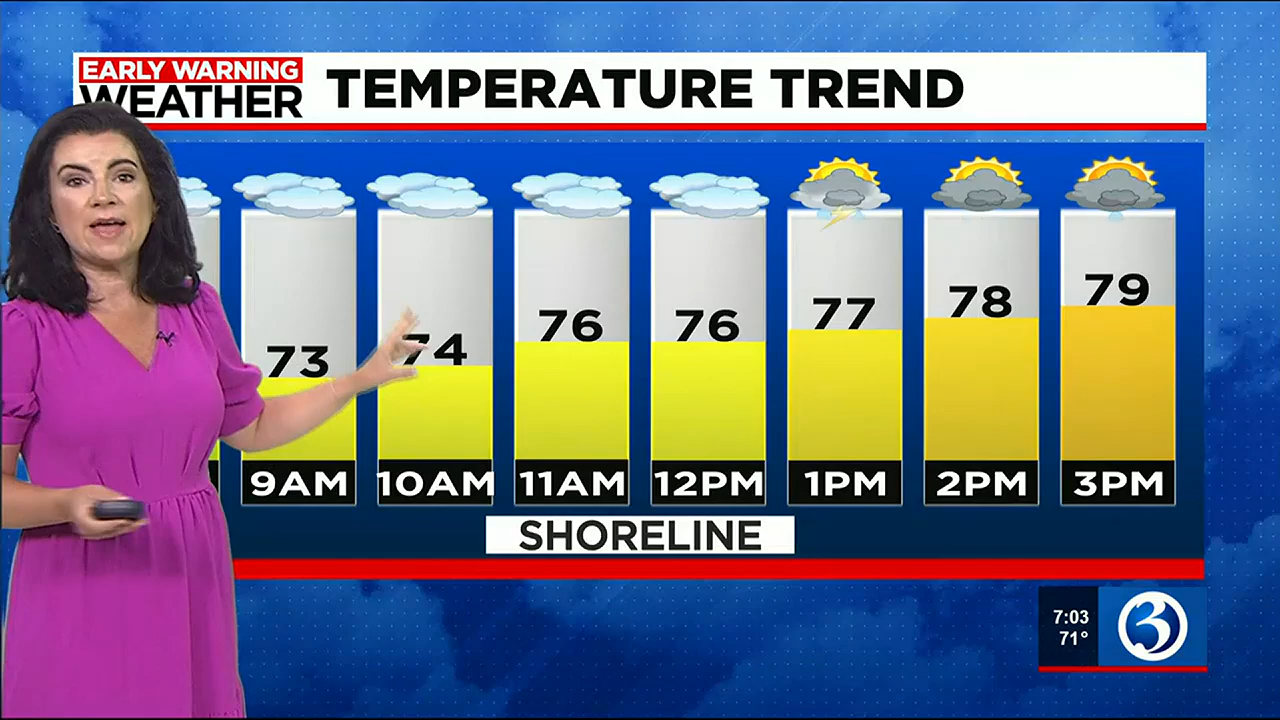 EARLY WARNING
WEATHER
TEMPERATURE TREND
73
74
76
76
77
78
79
9AM
10AM
11AM
12PM
1PM
2PM
3PM
SHORELINE
7:03
71°
3